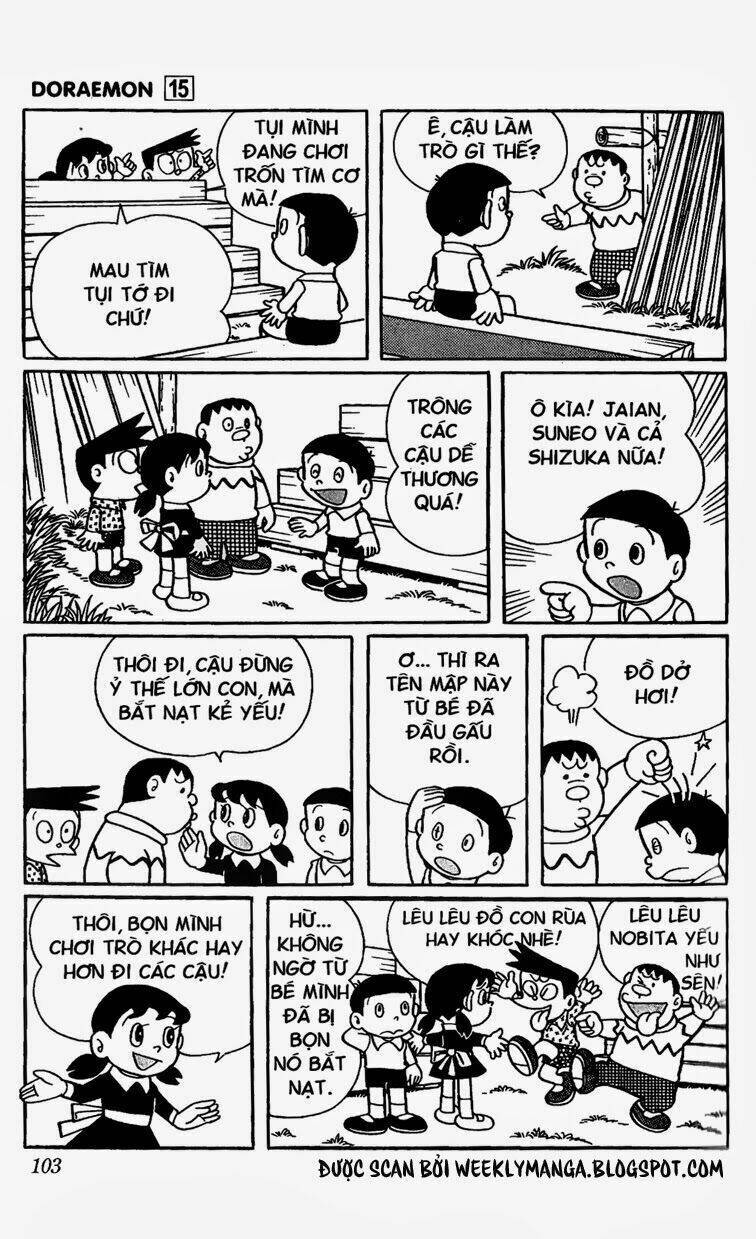 DORAEMON 15
TỤI MÌNH
ĐANG CHƠI
TRỐN TÌM CƠ
MÀ!
MAU TÌM
TỤI TỚ ĐI
CHỨ!
Ê, CẬU LÀM
TRÒ GÌ THẾ?
TRÔNG
CÁC
CẬU DỄ
THƯƠNG
QUÁ!
Ô KÌA! JAIAN,
SUNEO VÀ CẢ
SHIZUKA NỮA!
THÔI ĐI, CẬU ĐỪNG
Ỷ THẾ LỚN CON, MÀ
BẮT NẠT KẺ YẾU!
Ơ... THÌ RA
TÊN MẬP NÀY
TỪ BÉ ĐÃ
ĐẦU GẤU
RỒI.
ĐỒ DỞ
HƠI!
THÔI, BỌN MÌNH
CHƠI TRÒ KHÁC HAY
HƠN ĐI CÁC CẬU!
HỪ...
KHÔNG
NGỜ TỪ
BÉ MÌNH
ĐÃ BỊ
BỌN
NÓ BẮT
NẠT.
LÊU LÊU ĐỒ CON RÙA
HAY KHÓC NHÈ!
LÊU LÊU
NOBITA YẾU
NHƯ
SÊN!
103
ĐƯỢC SCAN BỞI WEEKLYMANGA.BLOGSPOT.COM